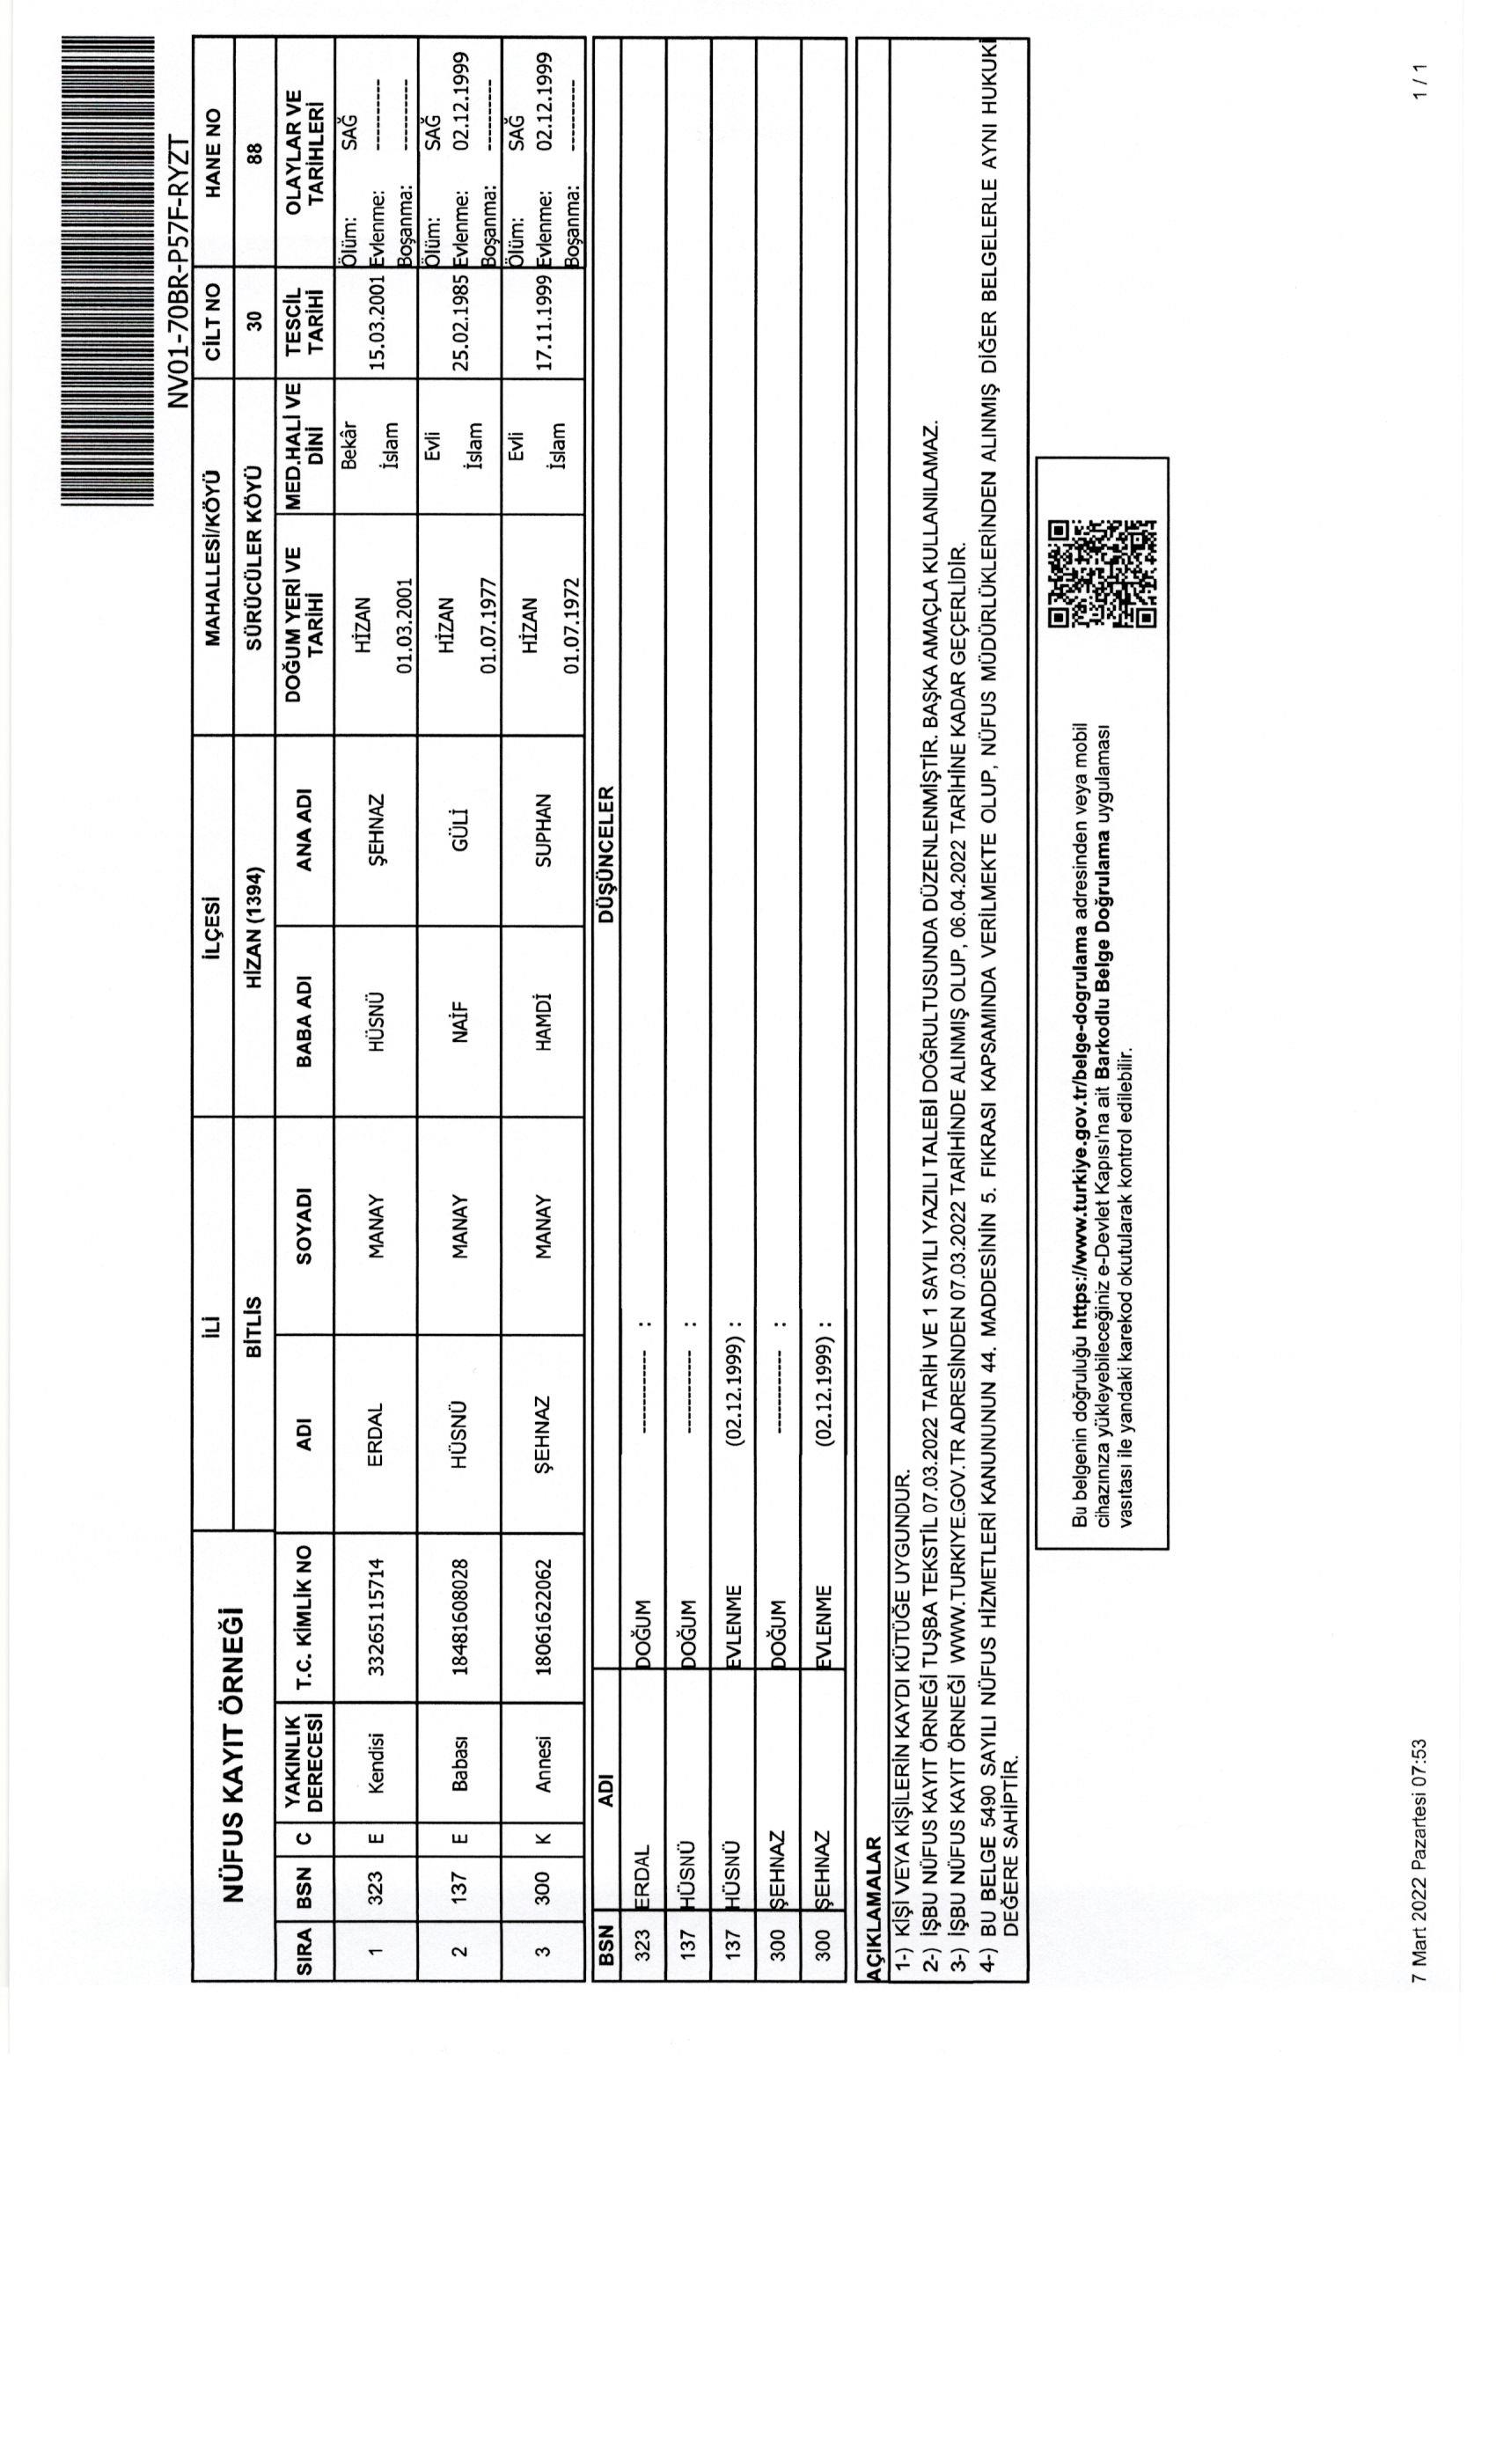 NV01-70BR-P57F-RYZT
NÜFUS KAYIT ÖRNEĞİ İLİ İLÇESİ MAHALLESİ/KÖYÜ CİLT NO HANE NO
BİTLİS HİZAN (1394) SÜRÜCÜLER KÖYÜ 30 88
SIRA BSN C YAKINLIK DERECESİ T.C. KİMLİK NO ADI SOYADI BABA ADI ANA ADI DOĞUM YERİ VE TARİHİ MED.HALİ VE DİNİ TESCİL TARİHİ OLAYLAR VE TARİHLERİ
1 323 E Kendisi 33265115714 ERDAL MANAY HÜSNÜ ŞEHNAZ HİZAN 01.03.2001 Bekâr İslam 15.03.2001 Ölüm: SAĞ Evlenme: ----------- Boşanma: -----------
2 137 E Babası 18481608028 HÜSNÜ MANAY NAİF GÜLİ HİZAN 01.07.1977 Evli İslam 25.02.1985 Ölüm: SAĞ Evlenme: 02.12.1999 Boşanma: -----------
3 300 K Annesi 18061622062 ŞEHNAZ MANAY HAMDİ SUPHAN HİZAN 01.07.1972 Evli İslam 17.11.1999 Ölüm: SAĞ Evlenme: 02.12.1999 Boşanma: -----------
BSN ADI DÜŞÜNCELER
323 ERDAL DOĞUM ------------- :
137 HÜSNÜ DOĞUM ------------- :
137 HÜSNÜ EVLENME (02.12.1999) :
300 ŞEHNAZ DOĞUM ------------- :
300 ŞEHNAZ EVLENME (02.12.1999) :
AÇIKLAMALAR
1-) KİŞİ VEYA KİŞİLERİN KAYDI KÜTÜĞE UYGUNDUR.
2-) İŞBU NÜFUS KAYIT ÖRNEĞİ TUŞBA TEKSTİL 07.03.2022 TARİH VE 1 SAYILI YAZILI TALEBİ DOĞRULTUSUNDA DÜZENLENMİŞTİR. BAŞKA AMAÇLA KULLANILAMAZ.
3-) İŞBU NÜFUS KAYIT ÖRNEĞİ WWW.TURKIYE.GOV.TR ADRESİNDEN 07.03.2022 TARİHİNDE ALINMIŞ OLUP, 06.04.2022 TARİHİNE KADAR GEÇERLİDİR.
4-) BU BELGE 5490 SAYILI NÜFUS HİZMETLERİ KANUNUNUN 44. MADDESİNİN 5. FIKRASI KAPSAMINDA VERİLMEKTE OLUP, NÜFUS MÜDÜRLÜKLERİNDEN ALINMIŞ DİĞER BELGELERLE AYNI HUKUKİ
DEĞERE SAHİPTİR.
Bu belgenin doğruluğu https://www.turkiye.gov.tr/belge-dogrulama adresinden veya mobil
cihazınıza yükleyebileceğiniz e-Devlet Kapısı'na ait Barkodlu Belge Doğrulama uygulaması
vasıtası ile yandaki karekod okutularak kontrol edilebilir.
7 Mart 2022 Pazartesi 07:53 1 / 1